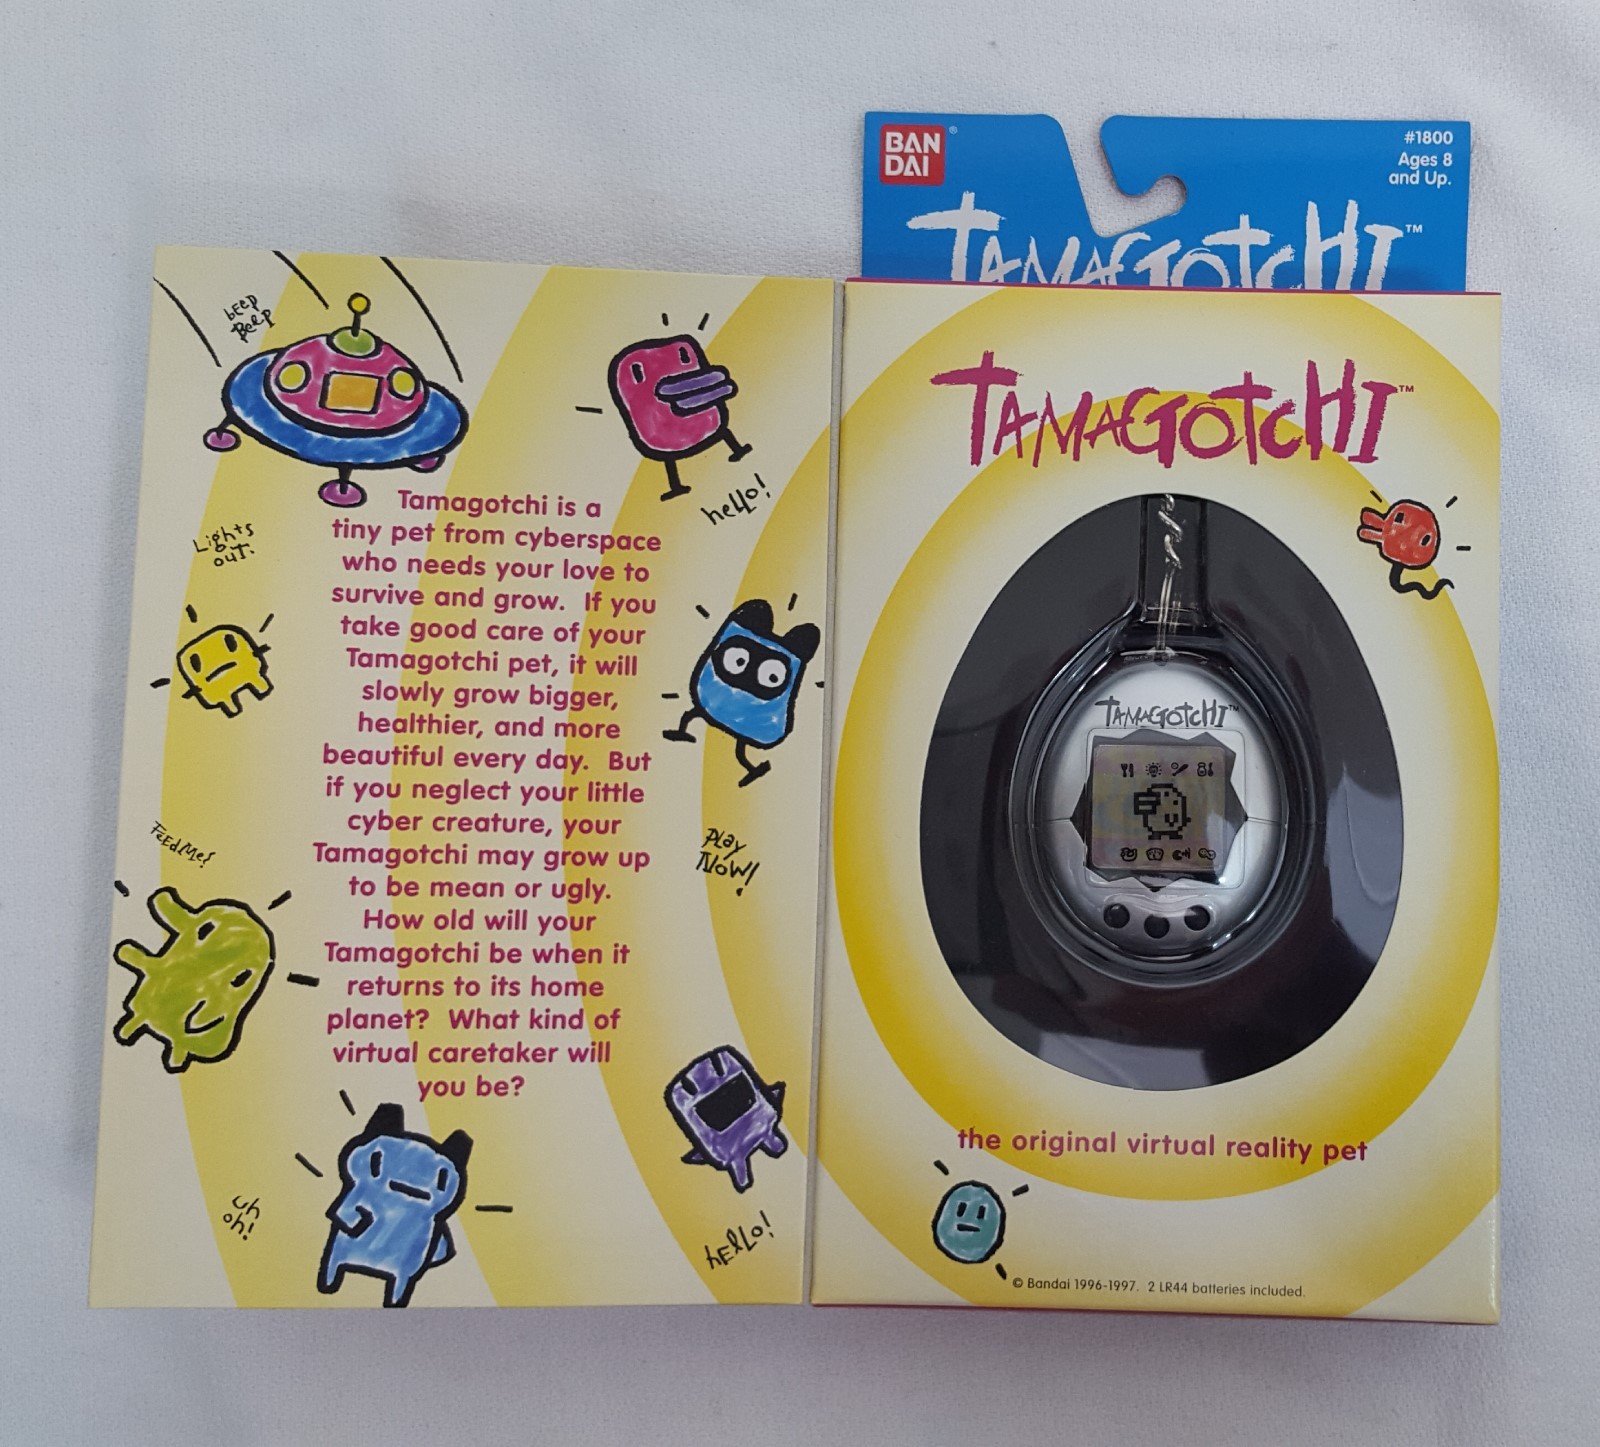 BAN
DAI
®
#1800
Ages 8
and Up.
TAMAGOTCHI™
bEEp
BEEp
hello!
Lights
out.
Tamagotchi is a
tiny pet from cyberspace
who needs your love to
survive and grow. If you
take good care of your
Tamagotchi pet, it will
slowly grow bigger,
healthier, and more
beautiful every day. But
if you neglect your little
cyber creature, your
Tamagotchi may grow up
to be mean or ugly.
How old will your
Tamagotchi be when it
returns to its home
planet? What kind of
virtual caretaker will
you be?
FeedMe!
Play
Now!
Uh
oh!
hEllo!
TAMAGOTCHI™
TAMAGOTCHI™
the original virtual reality pet
© Bandai 1996-1997. 2 LR44 batteries included.